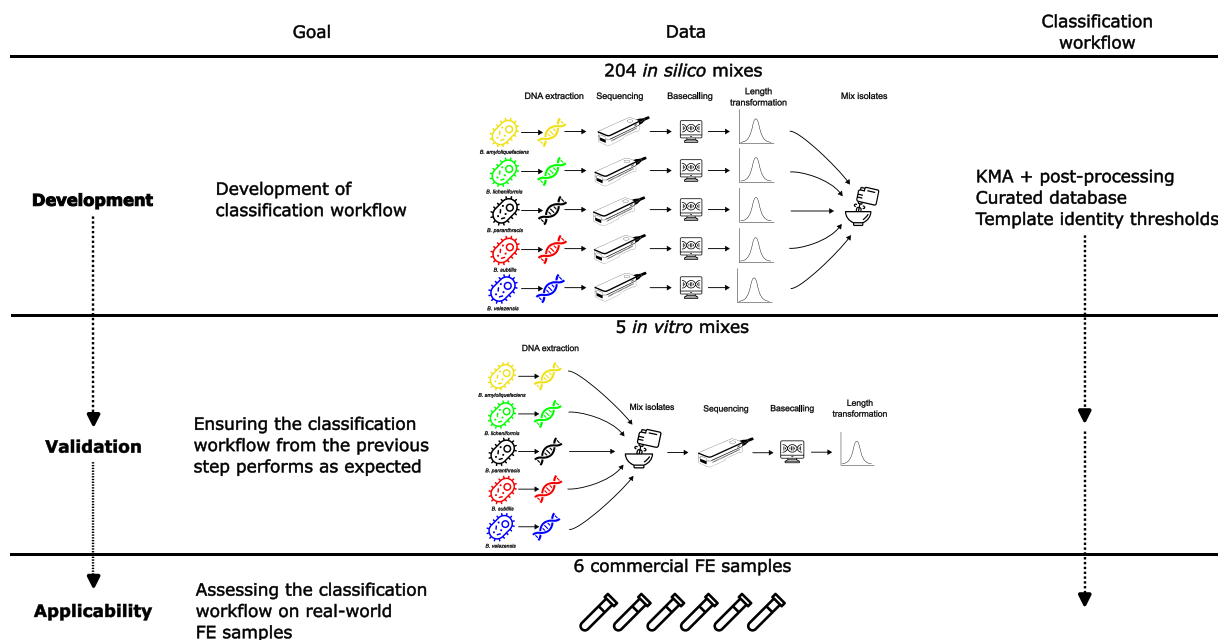 Goal
Data
Classification
workflow
204 in silico mixes
DNA extraction
Sequencing
Basecalling
Length
transformation
Mix isolates
B. amyloliquefaciens
B. licheniformis
B. paranthracis
B. subtilis
B. velezensis
Development
Development of
classification workflow
KMA + post-processing
Curated database
Template identity thresholds
5 in vitro mixes
DNA extraction
Mix isolates
Sequencing
Basecalling
Length
transformation
B. amyloliquefaciens
B. licheniformis
B. paranthracis
B. subtilis
B. velezensis
Validation
Ensuring the classification
workflow from the previous
step performs as expected
6 commercial FE samples
Applicability
Assessing the classification
workflow on real-world
FE samples